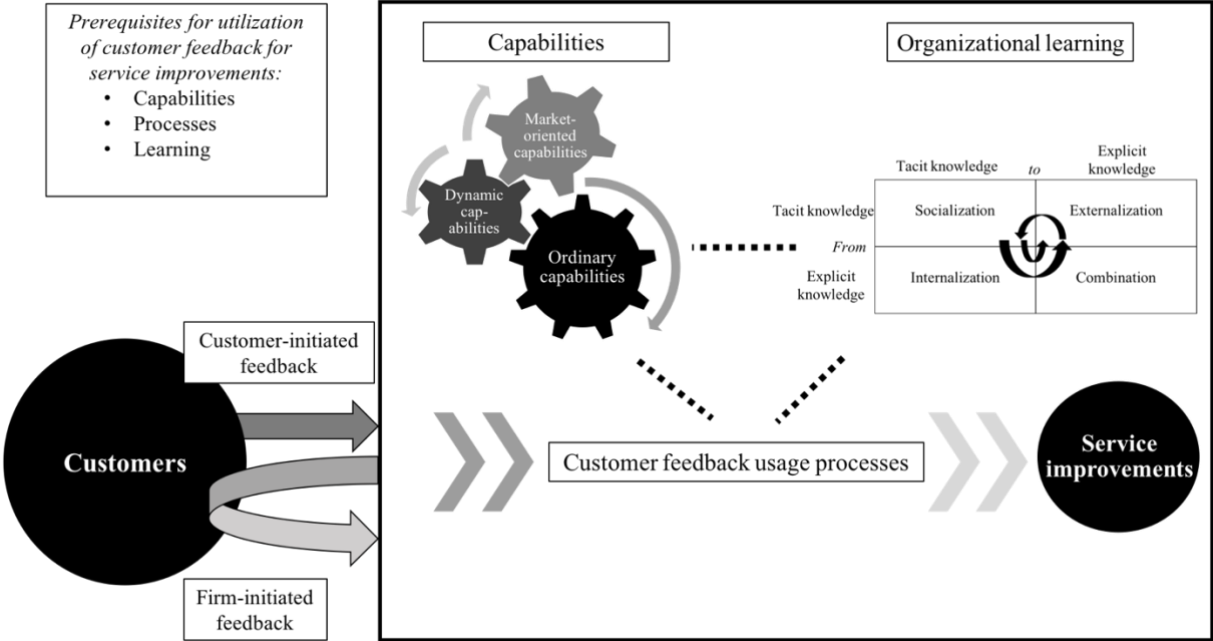 Prerequisites for utilization
of customer feedback for
service improvements:
• Capabilities
• Processes
• Learning
Capabilities
Organizational learning
Market-
oriented
capabilities
Dynamic
cap-
abilities
Ordinary
capabilities
Tacit knowledge
to
Explicit
knowledge
Tacit knowledge
Socialization
Externalization
From
Explicit
knowledge
Internalization
Combination
Customer-initiated
feedback
Customers
Customer feedback usage processes
Service
improvements
Firm-initiated
feedback